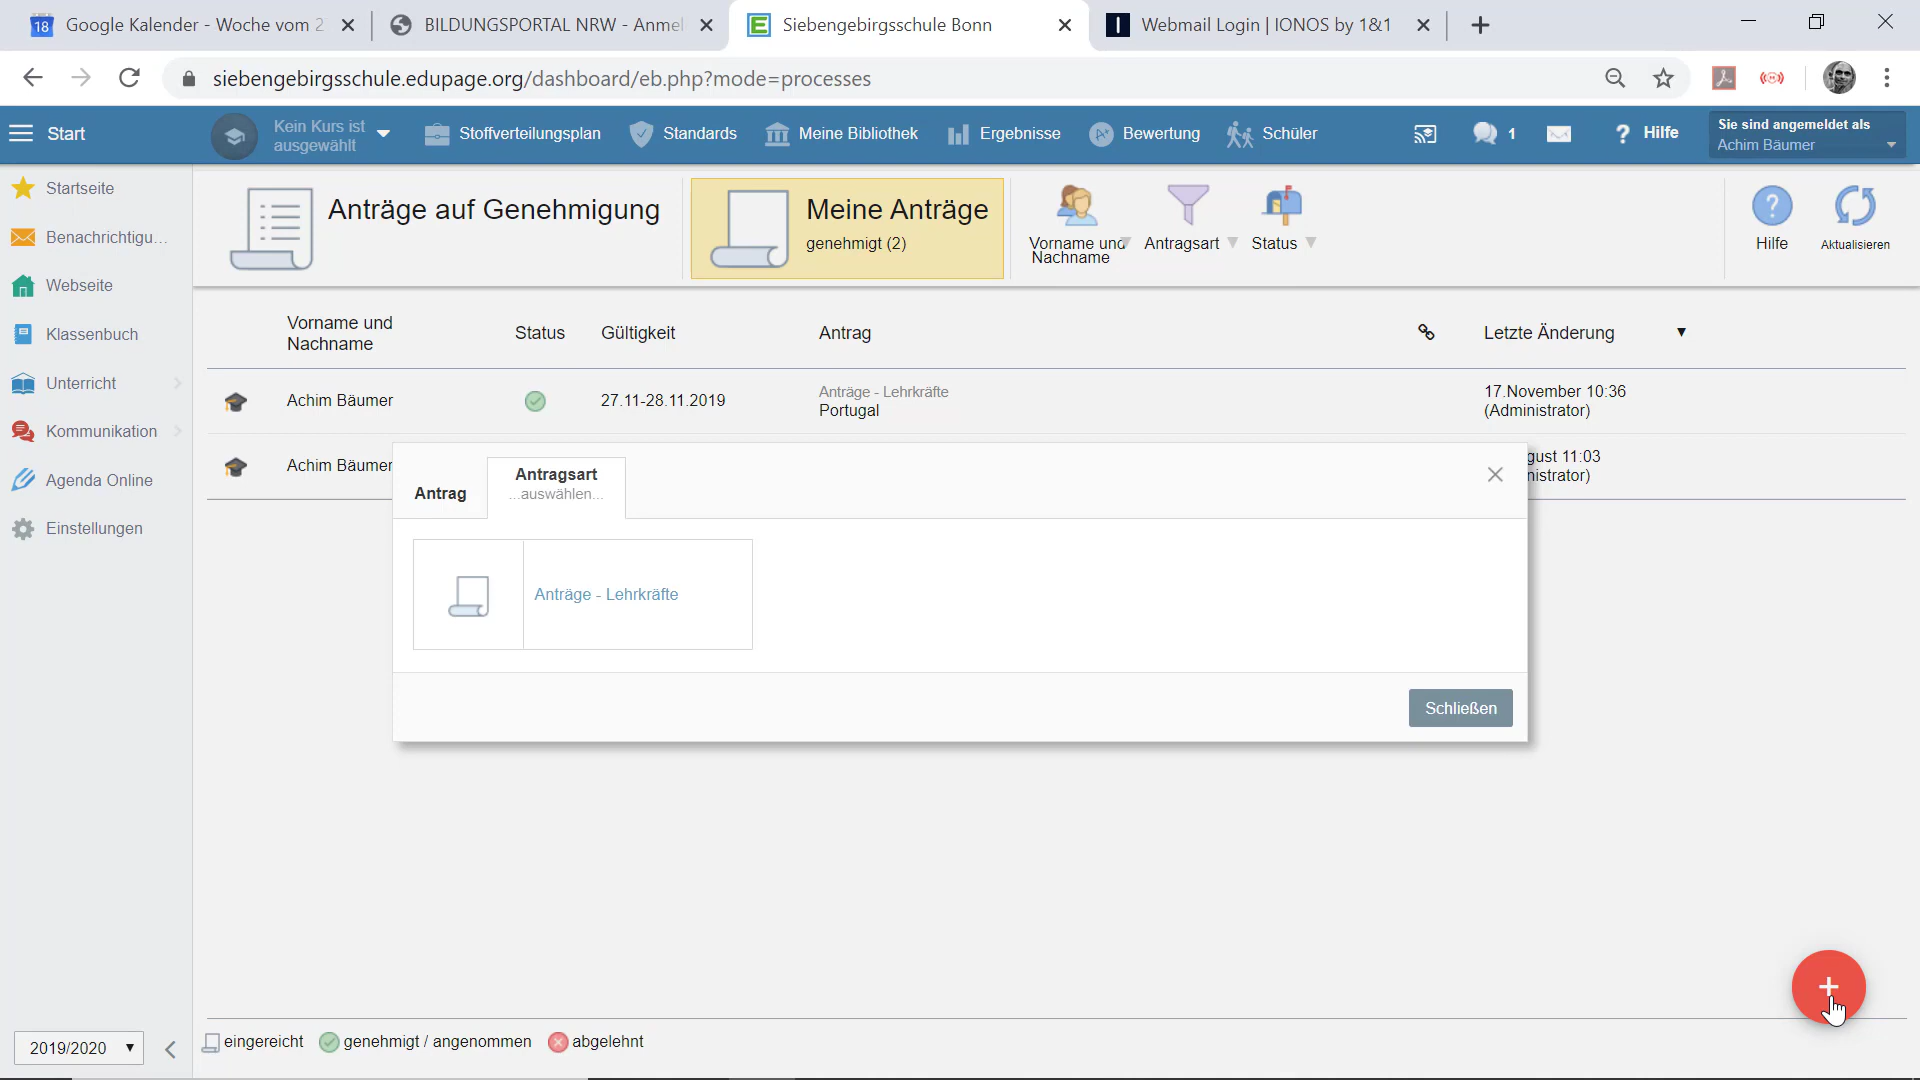 18 Google Kalender - Woche vom 2
BILDUNGSPORTAL NRW - Anmel
Siebengebirgsschule Bonn
Webmail Login | IONOS by 1&1
siebengebirgsschule.edupage.org/dashboard/eb.php?mode=processes
Start
Kein Kurs ist
ausgewählt
Stoffverteilungsplan
Standards
Meine Bibliothek
Ergebnisse
Bewertung
Schüler
1
Hilfe
Sie sind angemeldet als
Achim Bäumer
Startseite
Benachrichtigu...
Webseite
Klassenbuch
Unterricht
Kommunikation
Agenda Online
Einstellungen
Anträge auf Genehmigung
Meine Anträge
genehmigt (2)
Vorname und
Nachname
Antragsart
Status
Hilfe
Aktualisieren
Vorname und
Nachname
Status
Gültigkeit
Antrag
Letzte Änderung
Achim Bäumer
27.11-28.11.2019
Anträge - Lehrkräfte
Portugal
17.November 10:36
(Administrator)
Achim Bäumer
gust 11:03
nistrator)
Antrag
Antragsart
...auswählen...
Anträge - Lehrkräfte
Schließen
2019/2020
eingereicht
genehmigt / angenommen
abgelehnt